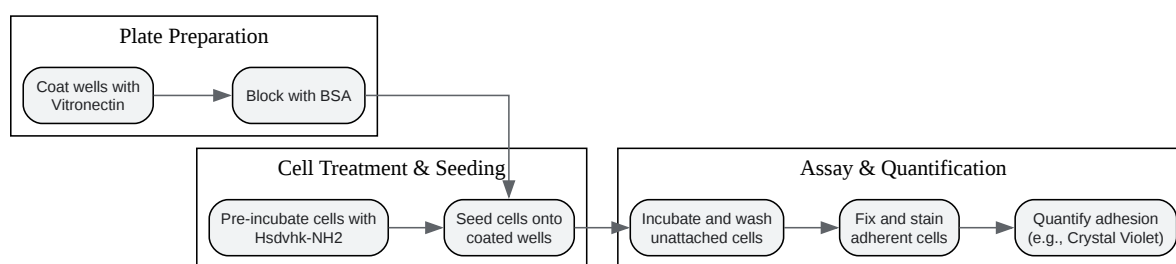 Plate Preparation
Coat wells with
Vitronectin
Block with BSA
Cell Treatment & Seeding
Pre-incubate cells with
Hsdvhk-NH2
Seed cells onto
coated wells
Assay & Quantification
Incubate and wash
unattached cells
Fix and stain
adherent cells
Quantify adhesion
(e.g., Crystal Violet)